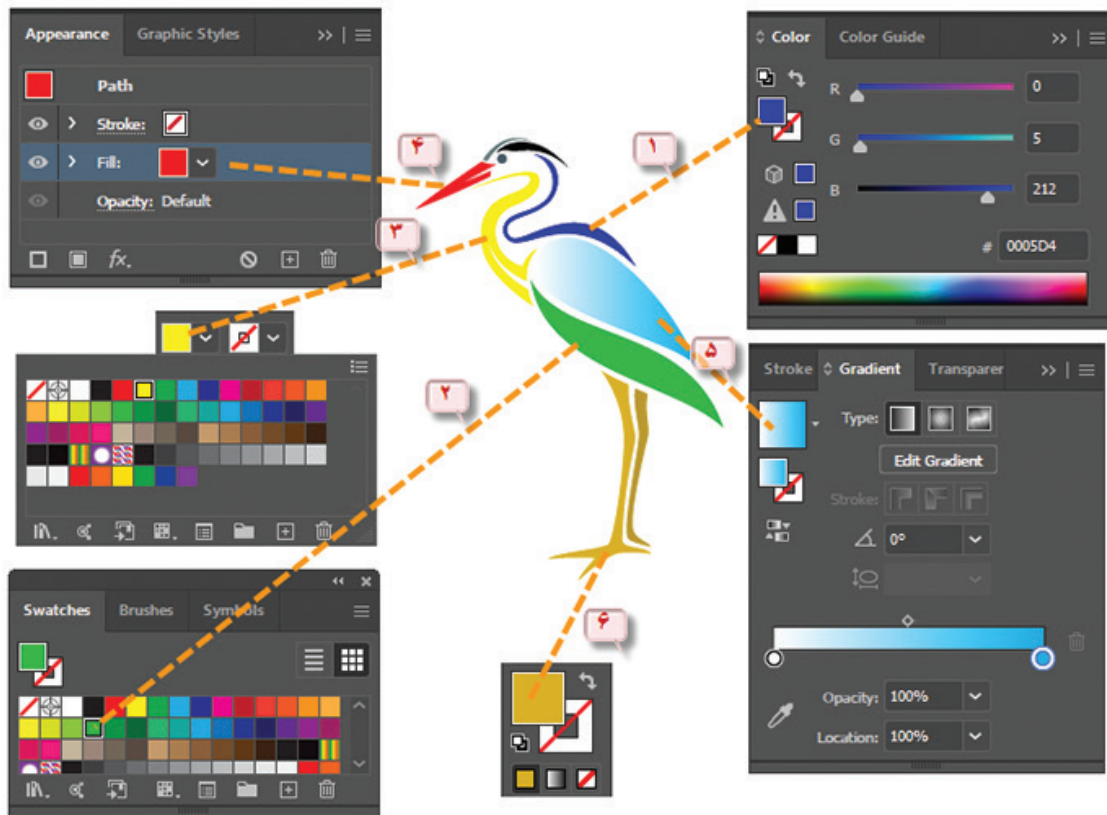 Appearance Graphic Styles
Path
Stroke:
Fill:
Opacity: Default
fx.
Color Color Guide
R 0
G 5
B 212
# 0005D4
۱
۲
۳
۴
۵
۶
Swatches Brushes Symbols
Stroke Gradient Transparer
Type:
Edit Gradient
Stroke:
0°
Opacity: 100%
Location: 100%